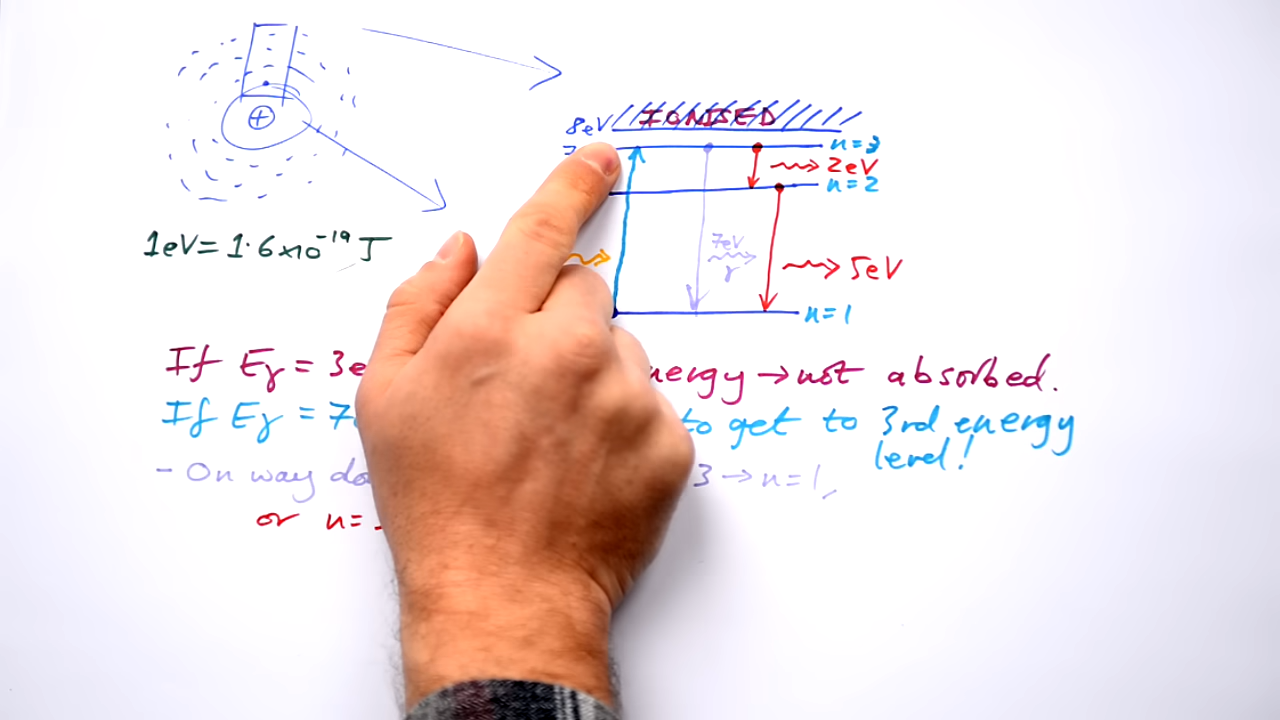 IONISED
8eV
n=3
2eV
n=2
1eV = 1.6×10⁻¹⁹ J
7eV
γ
5eV
n=1
If Eγ = 3e nergy → not absorbed.
If Eγ = 7 to get to 3rd energy
level!
- On way do 3 → n=1,
or n=